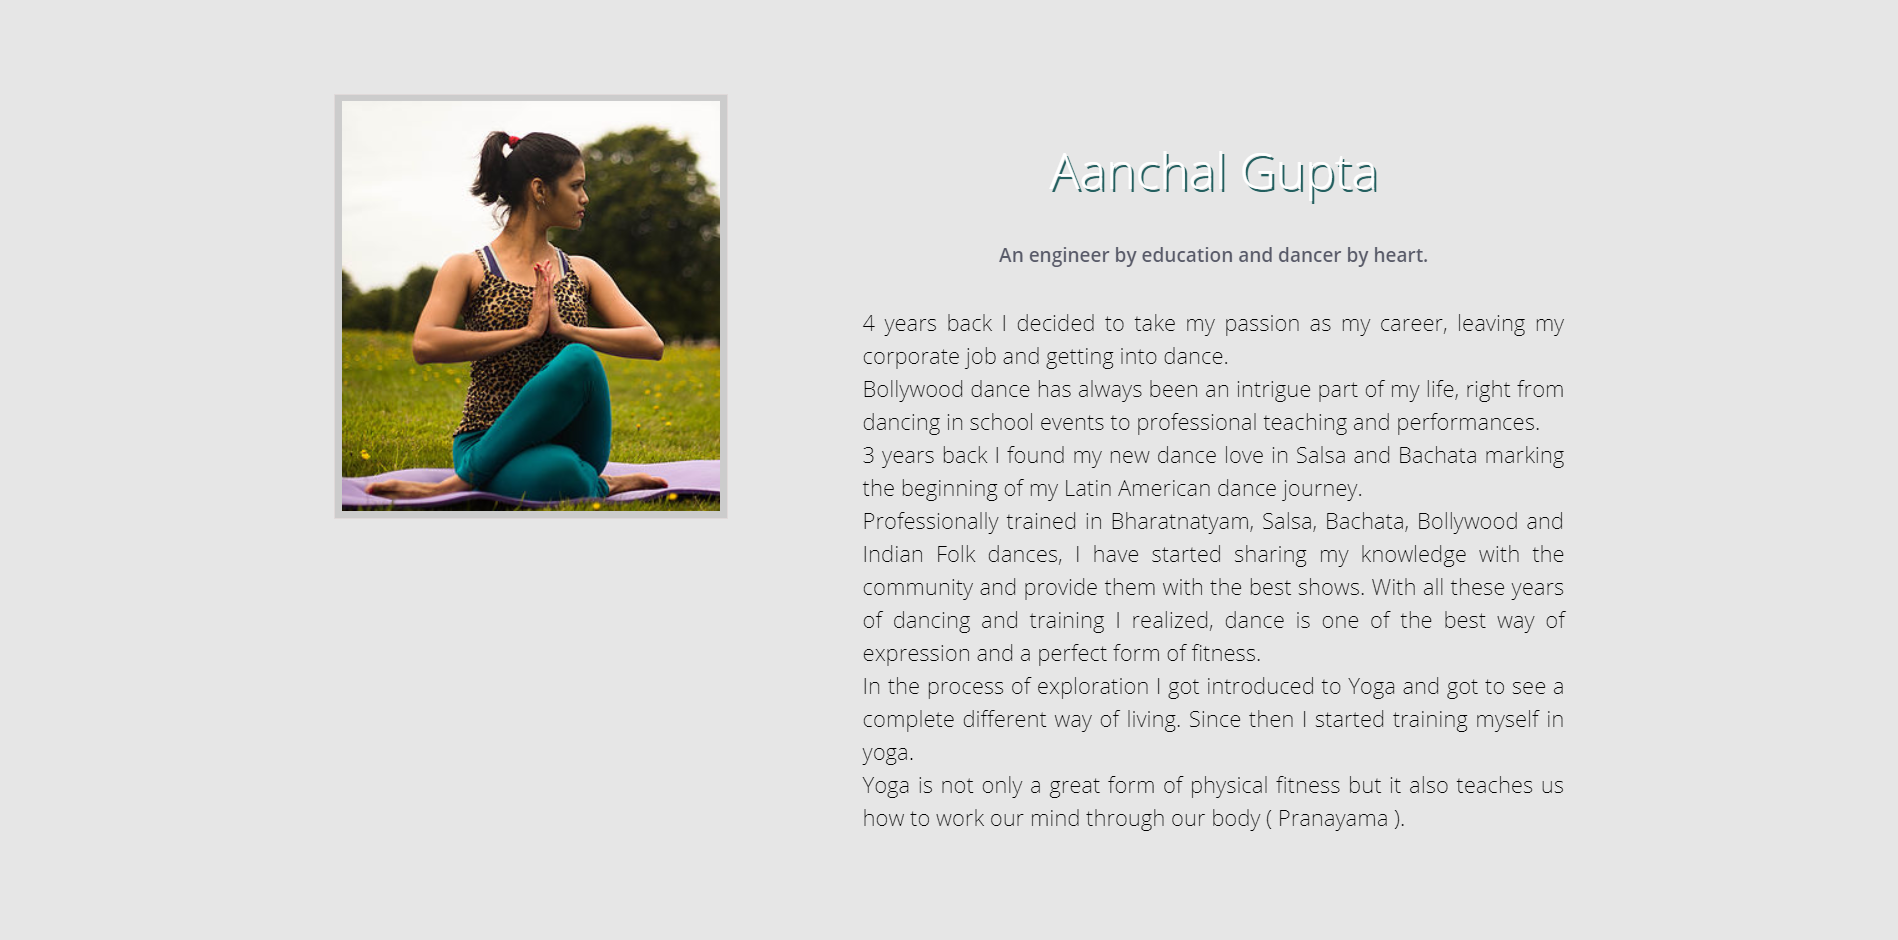 Aanchal Gupta
An engineer by education and dancer by heart.
4 years back I decided to take my passion as my career, leaving my
corporate job and getting into dance.
Bollywood dance has always been an intrigue part of my life, right from
dancing in school events to professional teaching and performances.
3 years back I found my new dance love in Salsa and Bachata marking
the beginning of my Latin American dance journey.
Professionally trained in Bharatnatyam, Salsa, Bachata, Bollywood and
Indian Folk dances, I have started sharing my knowledge with the
community and provide them with the best shows. With all these years
of dancing and training I realized, dance is one of the best way of
expression and a perfect form of fitness.
In the process of exploration I got introduced to Yoga and got to see a
complete different way of living. Since then I started training myself in
yoga.
Yoga is not only a great form of physical fitness but it also teaches us
how to work our mind through our body ( Pranayama ).